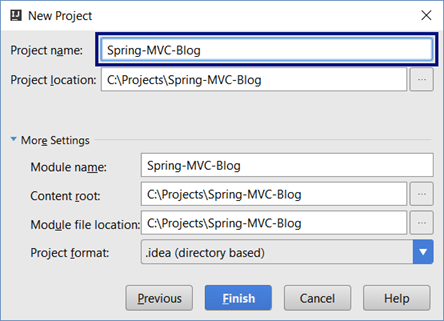 New Project
Project name: Spring-MVC-Blog
Project location: C:\Projects\Spring-MVC-Blog ...
More Settings
Module name: Spring-MVC-Blog
Content root: C:\Projects\Spring-MVC-Blog ...
Module file location: C:\Projects\Spring-MVC-Blog ...
Project format: .idea (directory based)
Previous Finish Cancel Help